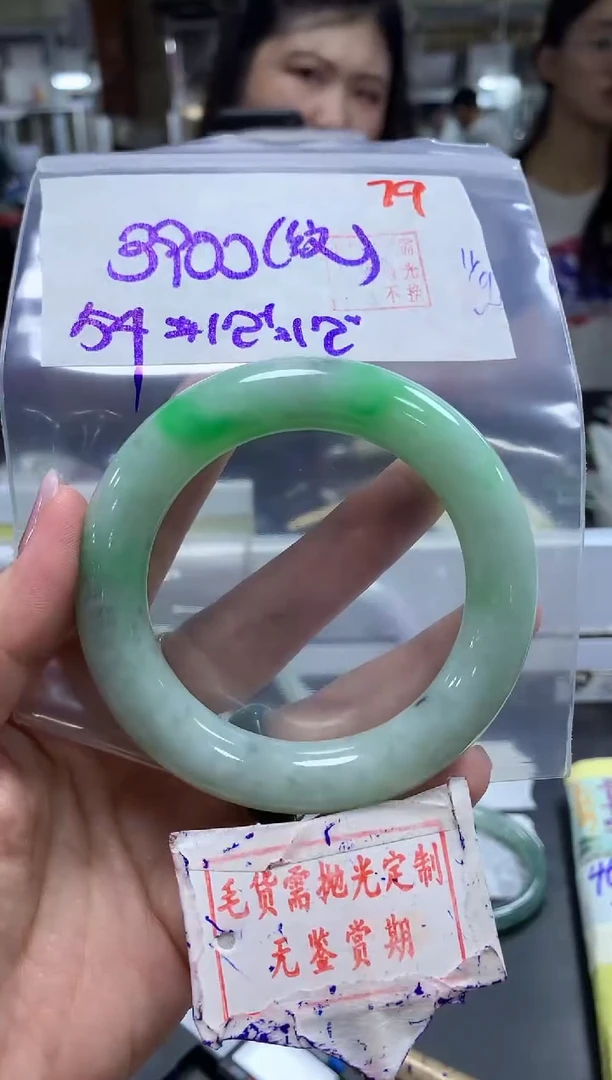 79
3900(纹)
54*12*12
毛货需抛光定制
无鉴赏期